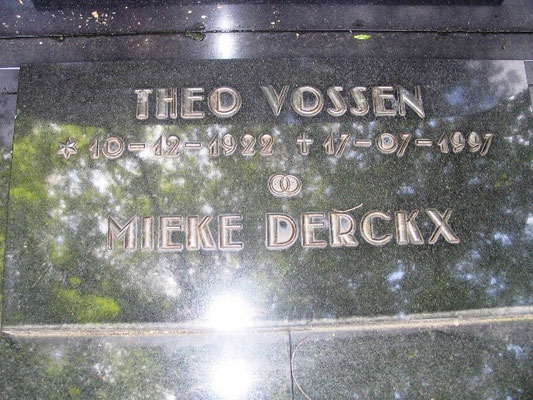 THEO VOSSEN
* 10-12-1922 † 17-07-1997
MIEKE DERCKX